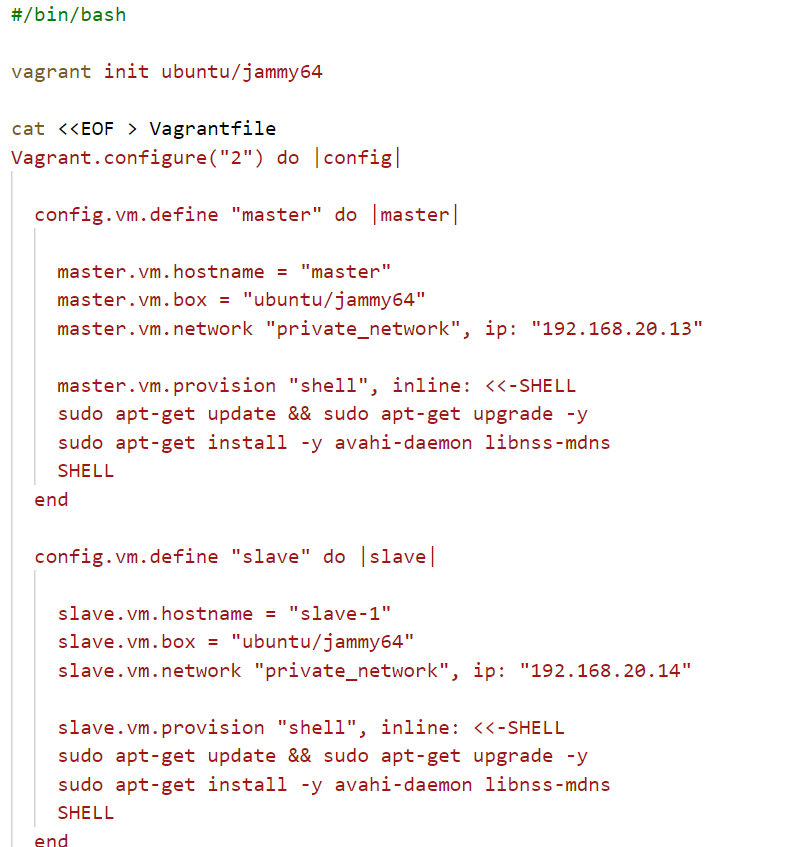 #/bin/bash
vagrant init ubuntu/jammy64
cat <<EOF > Vagrantfile
Vagrant.configure("2") do |config|
config.vm.define "master" do |master|
master.vm.hostname = "master"
master.vm.box = "ubuntu/jammy64"
master.vm.network "private_network", ip: "192.168.20.13"
master.vm.provision "shell", inline: <<-SHELL
sudo apt-get update && sudo apt-get upgrade -y
sudo apt-get install -y avahi-daemon libnss-mdns
SHELL
end
config.vm.define "slave" do |slave|
slave.vm.hostname = "slave-1"
slave.vm.box = "ubuntu/jammy64"
slave.vm.network "private_network", ip: "192.168.20.14"
slave.vm.provision "shell", inline: <<-SHELL
sudo apt-get update && sudo apt-get upgrade -y
sudo apt-get install -y avahi-daemon libnss-mdns
SHELL
end